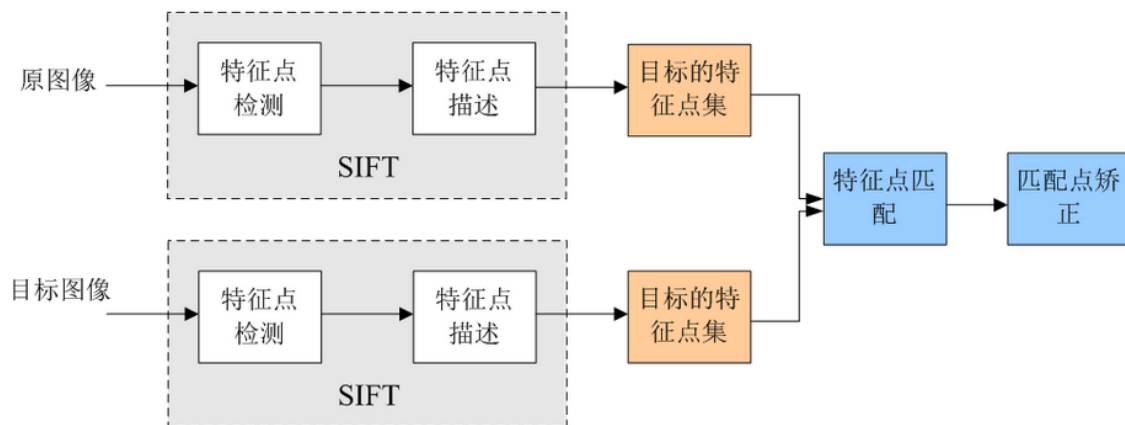 原图像
特征点
检测
特征点
描述
SIFT
目标的特
征点集
目标图像
特征点
检测
特征点
描述
SIFT
目标的特
征点集
特征点匹
配
匹配点矫
正